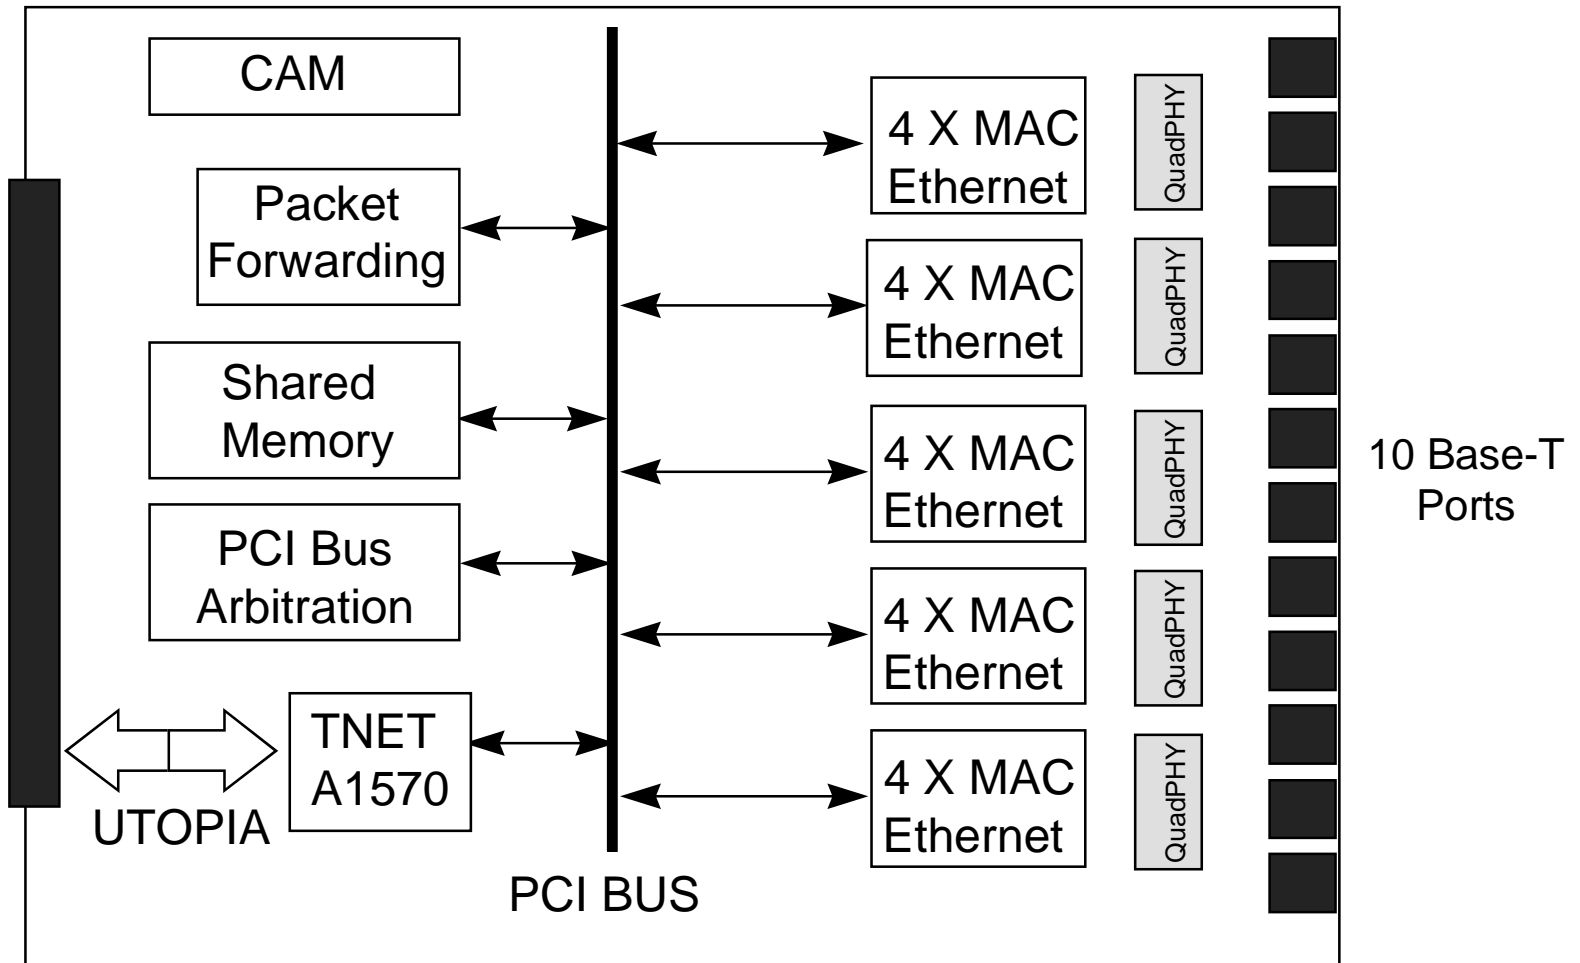 CAM
Packet
Forwarding
Shared
Memory
PCI Bus
Arbitration
TNET
A1570
UTOPIA
PCI BUS
4 X MAC
Ethernet
QuadPHY
4 X MAC
Ethernet
QuadPHY
4 X MAC
Ethernet
QuadPHY
4 X MAC
Ethernet
QuadPHY
4 X MAC
Ethernet
QuadPHY
10 Base-T
Ports